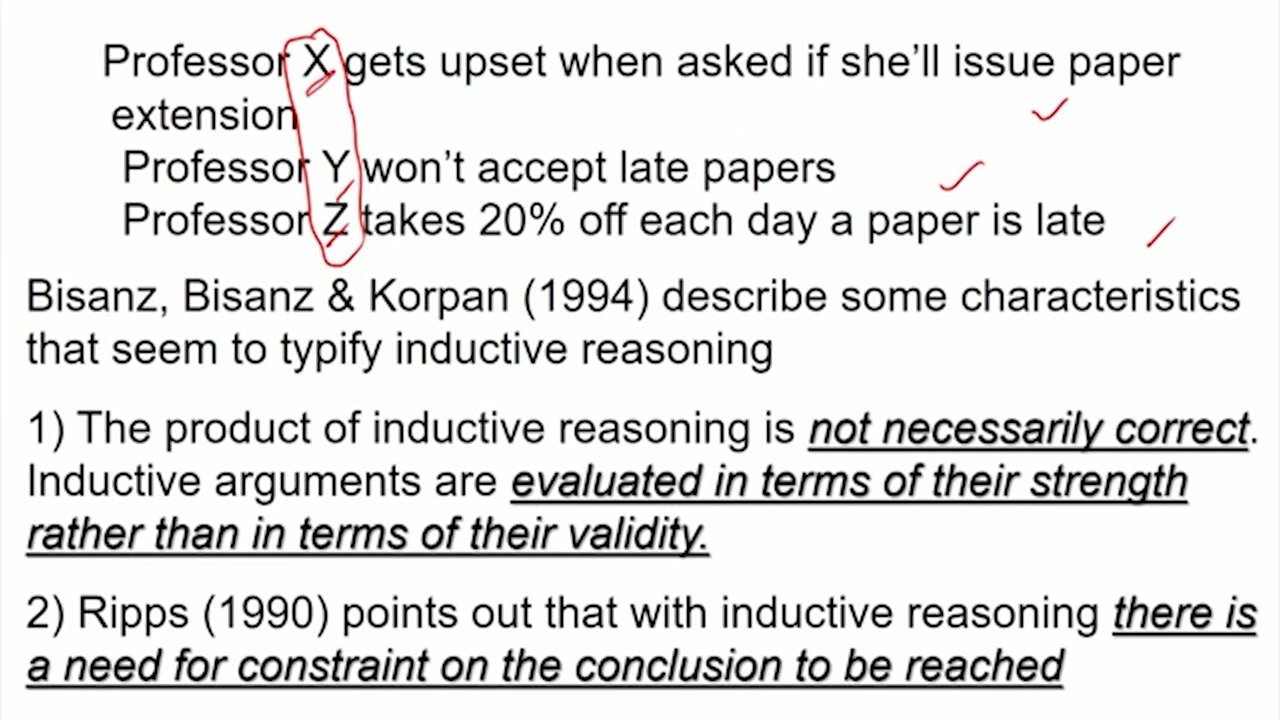 Professor X gets upset when asked if she'll issue paper
extension
Professor Y won't accept late papers
Professor Z takes 20% off each day a paper is late
Bisanz, Bisanz & Korpan (1994) describe some characteristics
that seem to typify inductive reasoning
1) The product of inductive reasoning is not necessarily correct.
Inductive arguments are evaluated in terms of their strength
rather than in terms of their validity.
2) Ripps (1990) points out that with inductive reasoning there is
a need for constraint on the conclusion to be reached